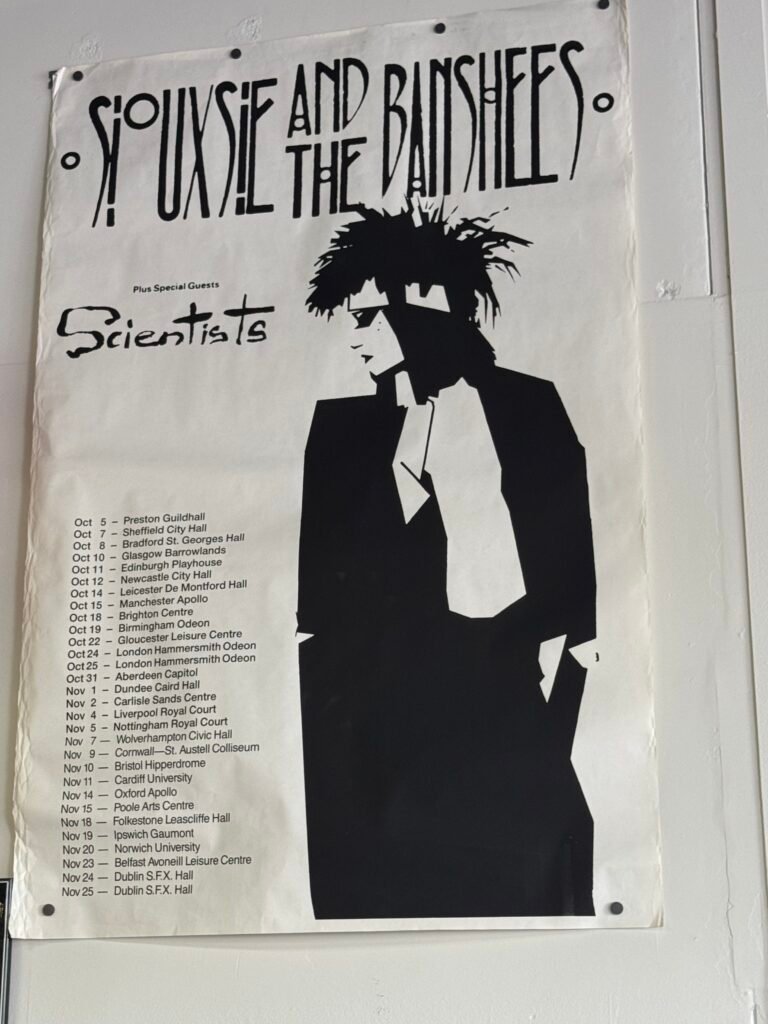 SIOUXSIE AND THE BANSHEES
Plus Special Guests
Scientists
Oct 5 – Preston Guildhall
Oct 7 – Sheffield City Hall
Oct 8 – Bradford St. Georges Hall
Oct 10 – Glasgow Barrowlands
Oct 11 – Edinburgh Playhouse
Oct 12 – Newcastle City Hall
Oct 14 – Leicester De Montford Hall
Oct 15 – Manchester Apollo
Oct 18 – Brighton Centre
Oct 19 – Birmingham Odeon
Oct 22 – Gloucester Leisure Centre
Oct 24 – London Hammersmith Odeon
Oct 25 – London Hammersmith Odeon
Oct 31 – Aberdeen Capitol
Nov 1 – Dundee Caird Hall
Nov 2 – Carlisle Sands Centre
Nov 4 – Liverpool Royal Court
Nov 5 – Nottingham Royal Court
Nov 7 — Wolverhampton Civic Hall
Nov 9 — Cornwall—St. Austell Colliseum
Nov 10 — Bristol Hipperdrome
Nov 11 — Cardiff University
Nov 14 — Oxford Apollo
Nov 15 — Poole Arts Centre
Nov 18 — Folkestone Leascliffe Hall
Nov 19 — Ipswich Gaumont
Nov 20 — Norwich University
Nov 23 — Belfast Avoneill Leisure Centre
Nov 24 — Dublin S.F.X. Hall
Nov 25 — Dublin S.F.X. Hall